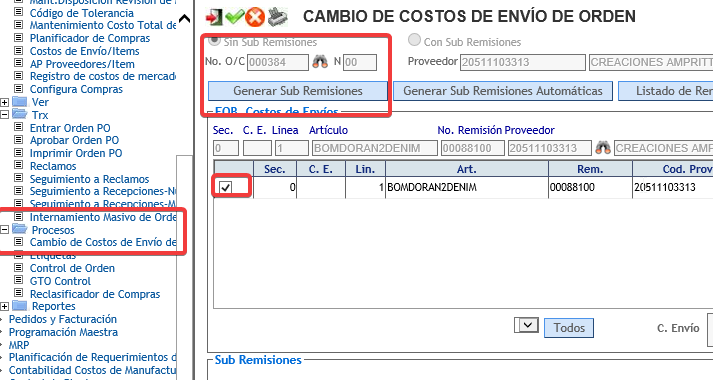 Mant.Disposition Revision de
Código de Tolerancia
Mantenimiento Costo Total de
Planificador de Compras
Costos de Envío/Items
AP Proveedores/Item
Registro de costos de mercade
Configura Compras
Ver
Trx
Entrar Orden PO
Aprobar Orden PO
Imprimir Orden PO
Reclamos
Seguimiento a Reclamos
Seguimiento a Recepciones-Nu
Seguimiento a Recepciones-M
Internamiento Masivo de Orde
Procesos
Cambio de Costos de Envío de
Etiquetas
Control de Orden
GTO Control
Reclasificador de Compras
Reportes
Pedidos y Facturación
Programación Maestra
MRP
Planificación de Requerimientos d
Contabilidad Costos de Manufactu
CAMBIO DE COSTOS DE ENVÍO DE ORDEN
Sin Sub Remisiones Con Sub Remisiones
No. O/C 000384 N 00 Proveedor 20511103313 CREACIONES AMPRITT
Generar Sub Remisiones Generar Sub Remisiones Automáticas Listado de Rem
FOB, Costos de Envíos
Sec. C. E. Linea Artículo No. Remisión Proveedor
0 1 BOMDORAN2DENIM 00088100 20511103313 CREACIONES AMPRI
Sec. C. E. Lin. Art. Rem. Cod. Prov
0 1 BOMDORAN2DENIM 00088100 20511103313
Todos C. Envío
Sub Remisiones